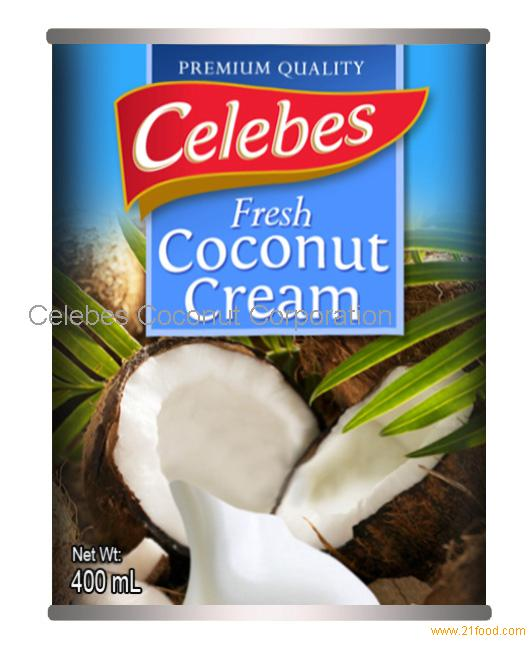 PREMIUM QUALITY
Celebes
Fresh
Coconut
Cream
Celebes Coconut Corporation
Net Wt:
400 mL
www.21food.com